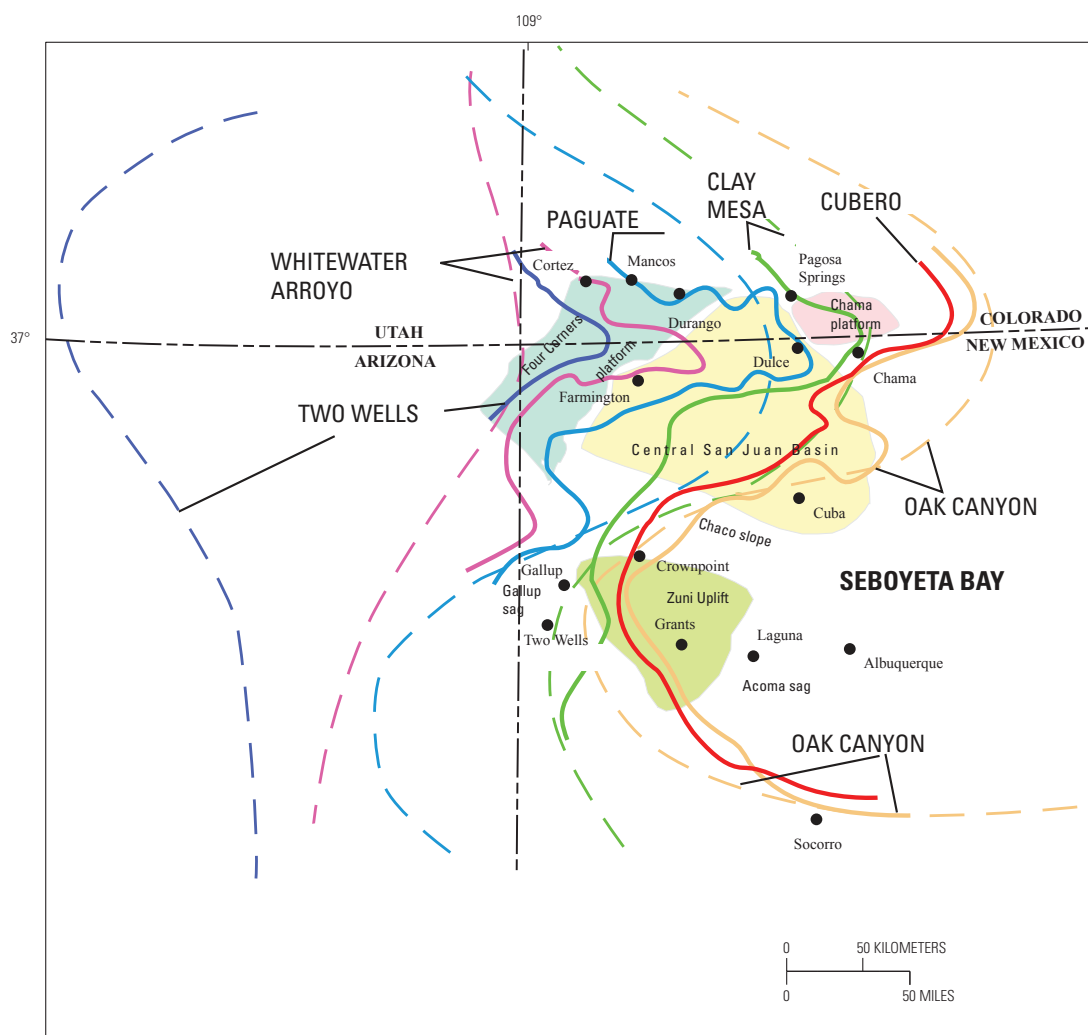 109°
CLAY
MESA
CUBERO
PAGUATE
WHITEWATER
ARROYO
Cortez
Mancos
Pagosa
Springs
Chama
platform
Durango
37°
UTAH
COLORADO
ARIZONA
NEW MEXICO
Four Corners
platform
Dulce
Chama
Farmington
TWO WELLS
Central San Juan Basin
OAK CANYON
Cuba
Chaco slope
Crownpoint
SEBOYETA BAY
Gallup
Gallup
sag
Zuni Uplift
Two Wells
Grants
Laguna
Albuquerque
Acoma sag
OAK CANYON
Socorro
0 50 KILOMETERS
0 50 MILES